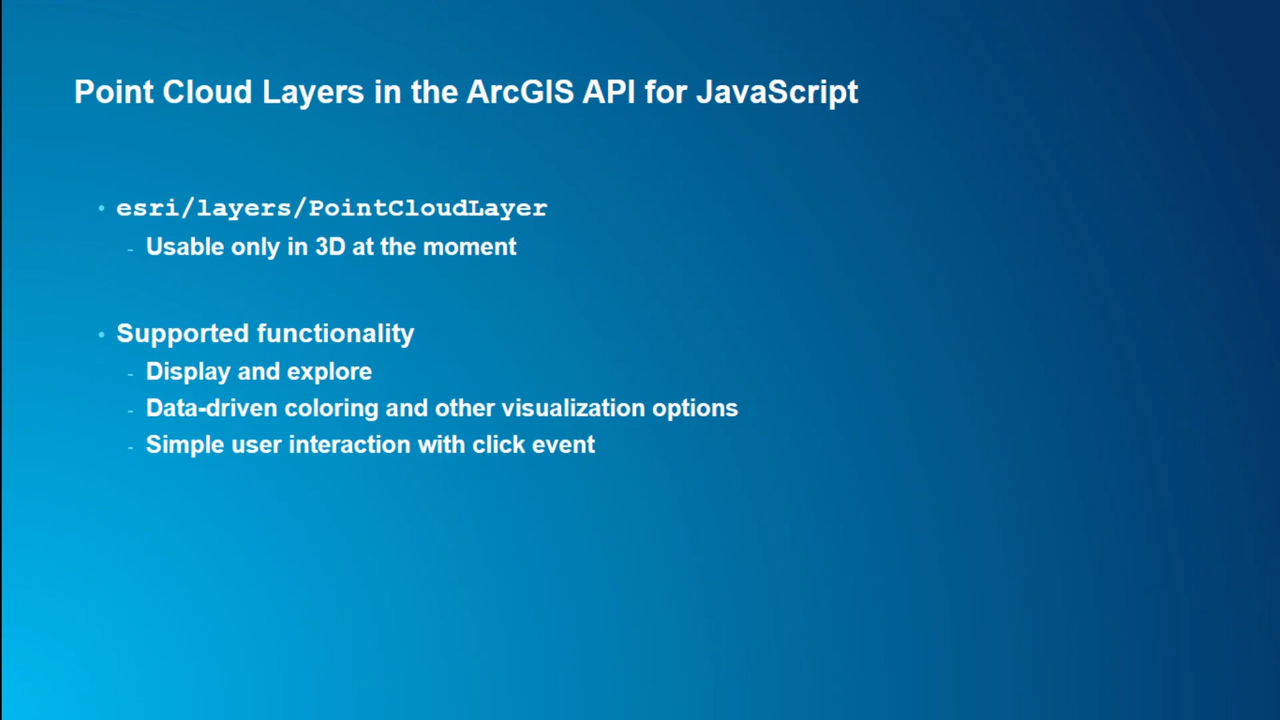 Point Cloud Layers in the ArcGIS API for JavaScript
• esri/layers/PointCloudLayer
- Usable only in 3D at the moment
• Supported functionality
- Display and explore
- Data-driven coloring and other visualization options
- Simple user interaction with click event